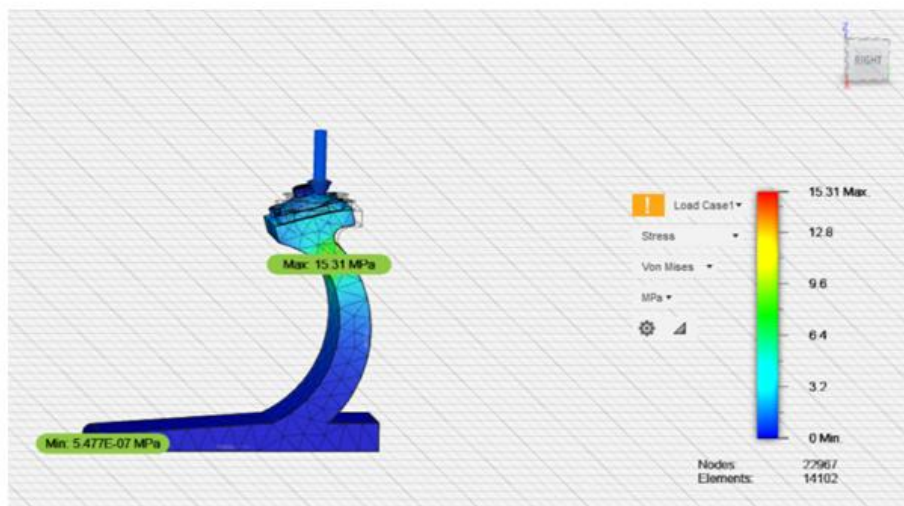 RIGHT
15.31 Max.
Load Case1
12.8
Stress
Max: 15.31 MPa
Von Mises
9.6
MPa
6.4
3.2
Min: 5.477E-07 MPa
0 Min.
Nodes: 22967
Elements: 14102